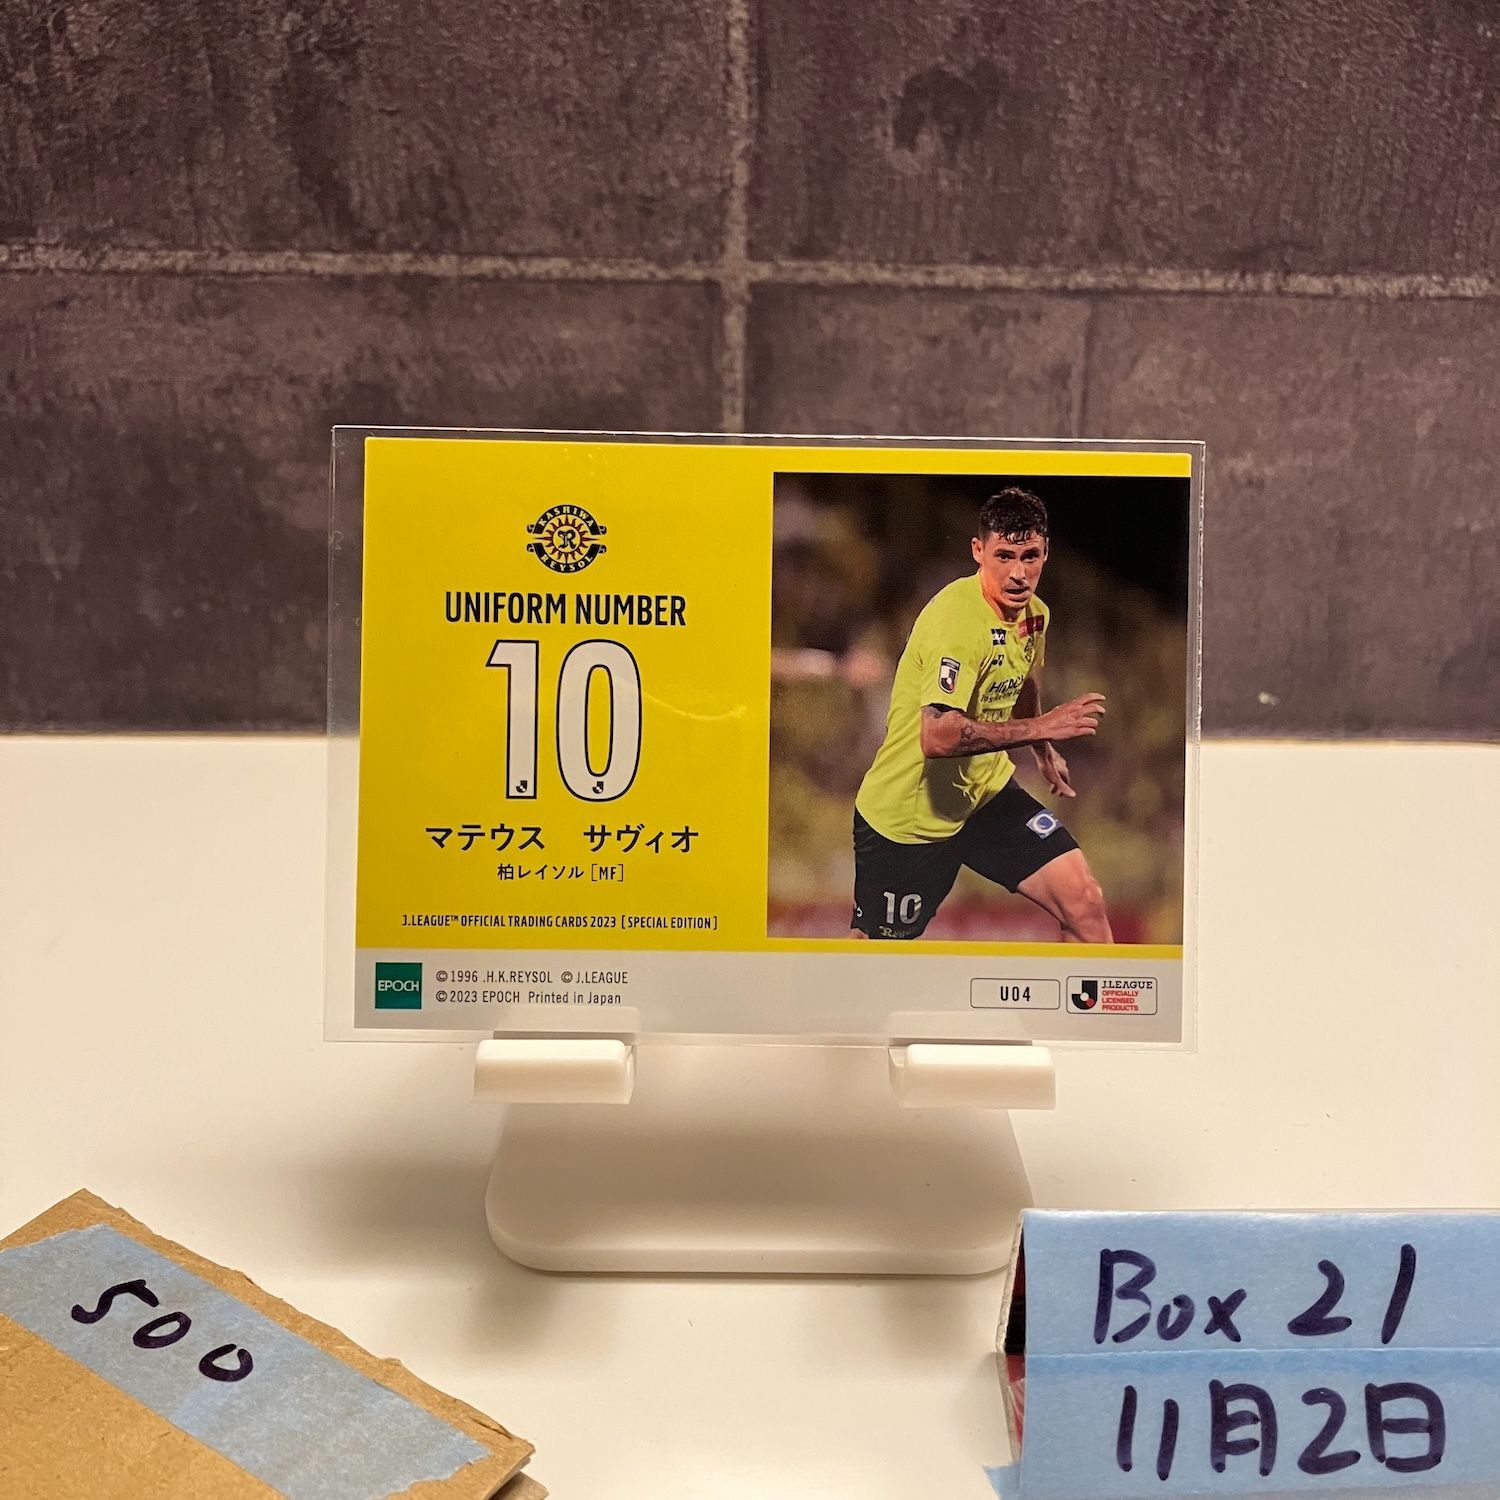 KASHIWA
R
REYSOL
UNIFORM NUMBER
10
マテウス　サヴィオ
柏レイソル [MF]
J.LEAGUE™ OFFICIAL TRADING CARDS 2023 [SPECIAL EDITION]
HITACHI
10
EPOCH
©1996 .H.K.REYSOL ©J.LEAGUE
©2023 EPOCH Printed in Japan
U04
J.LEAGUE
OFFICIALLY
LICENSED
PRODUCTS
500
Box 21
11月2日